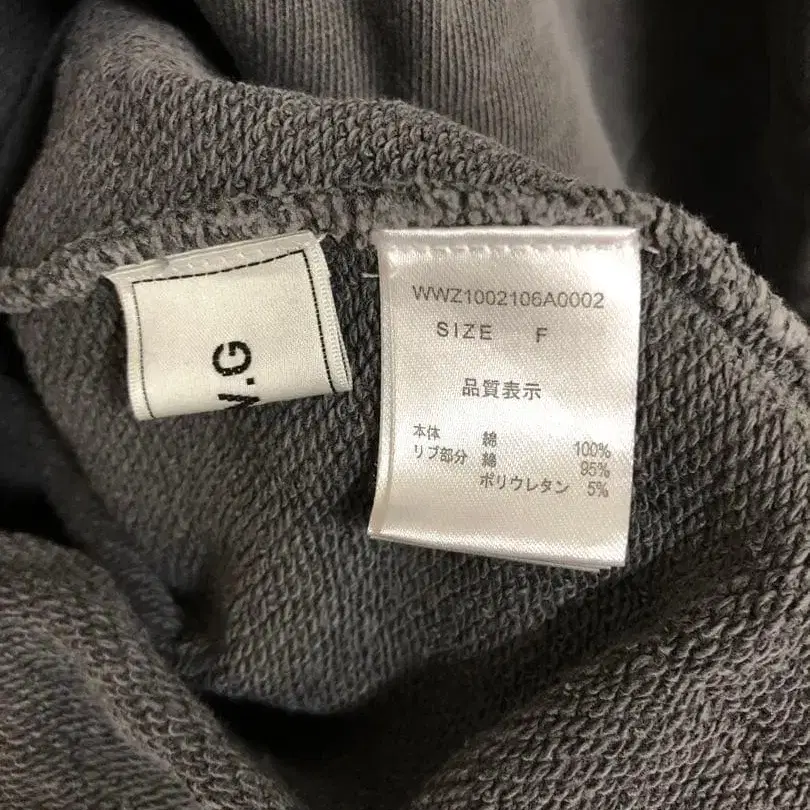 .G
WWZ1002106A0002
SIZE F
品質表示
本体 綿 100%
リブ部分 綿 95%
ポリウレタン 5%